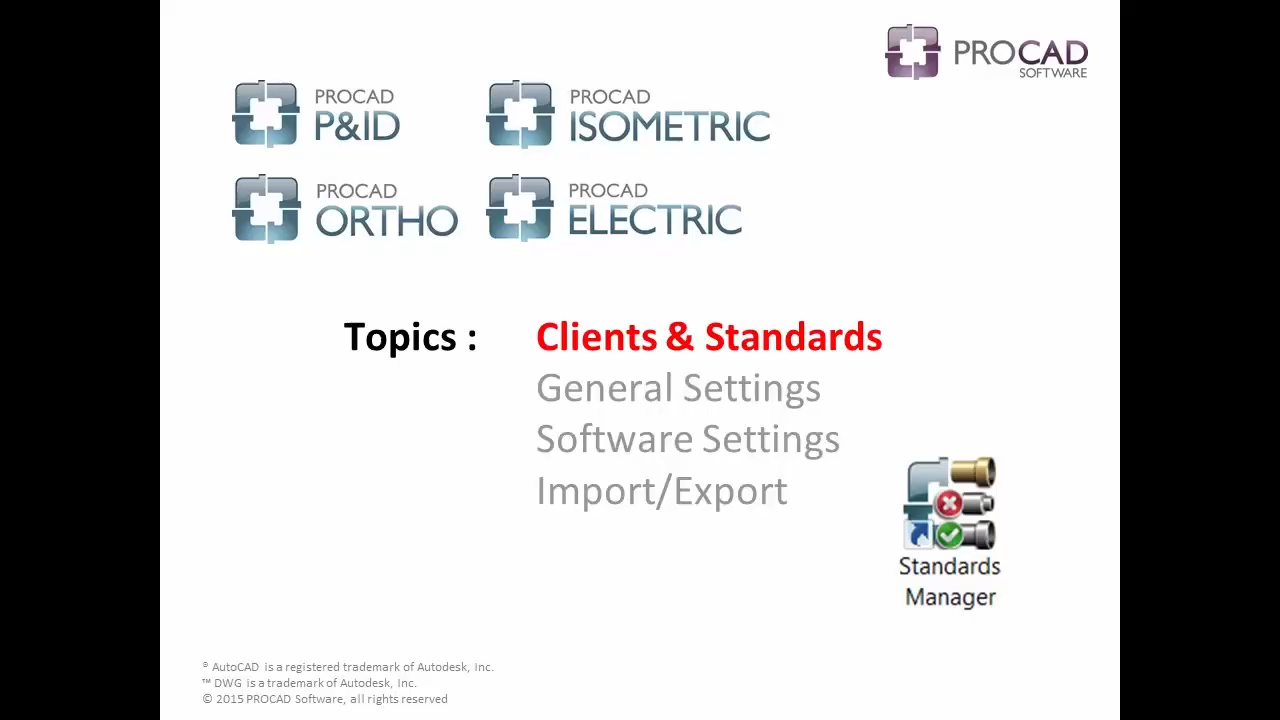 PROCAD
SOFTWARE
PROCAD
P&ID
PROCAD
ISOMETRIC
PROCAD
ORTHO
PROCAD
ELECTRIC
Topics : Clients & Standards
General Settings
Software Settings
Import/Export
Standards
Manager
® AutoCAD is a registered trademark of Autodesk, Inc.
™ DWG is a trademark of Autodesk, Inc.
© 2015 PROCAD Software, all rights reserved